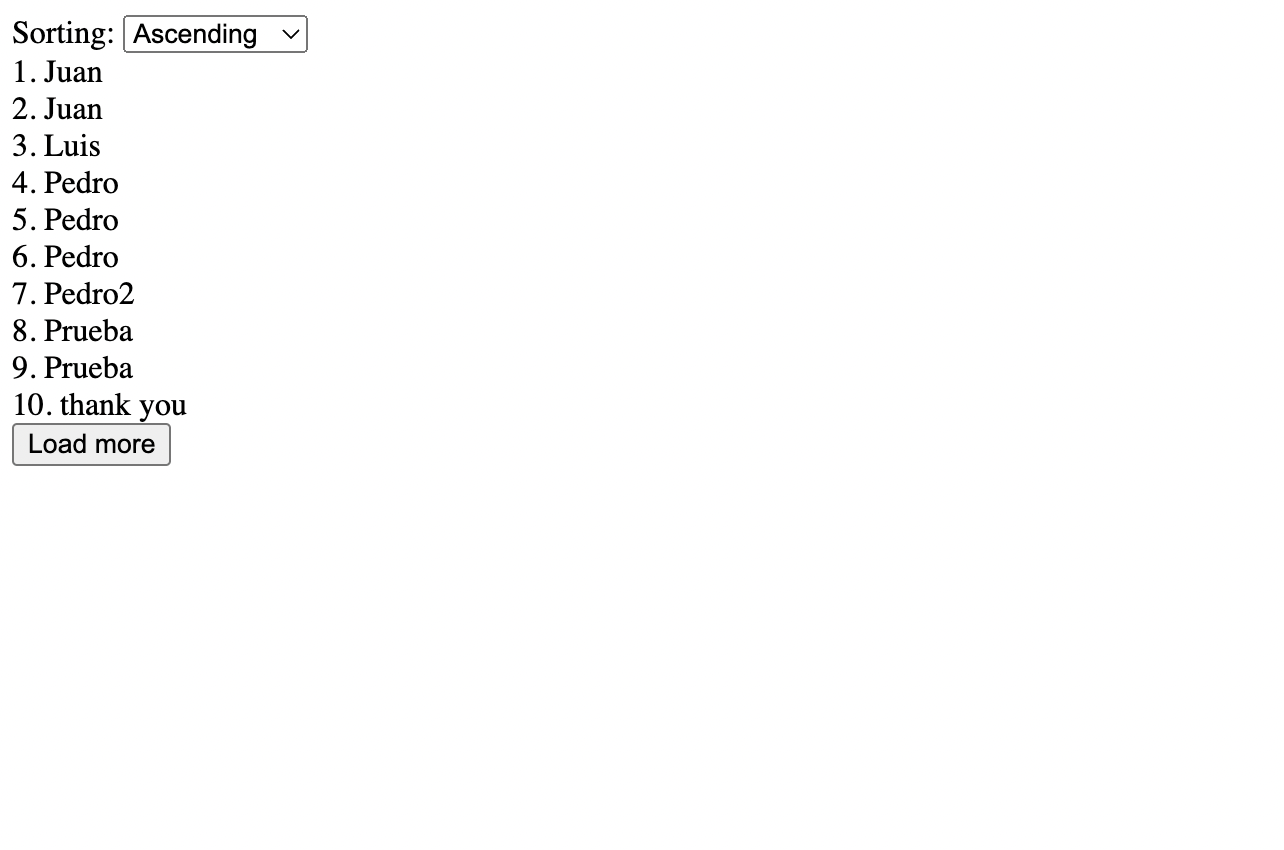 Sorting: Ascending
1. Juan
2. Juan
3. Luis
4. Pedro
5. Pedro
6. Pedro
7. Pedro2
8. Prueba
9. Prueba
10. thank you
Load more